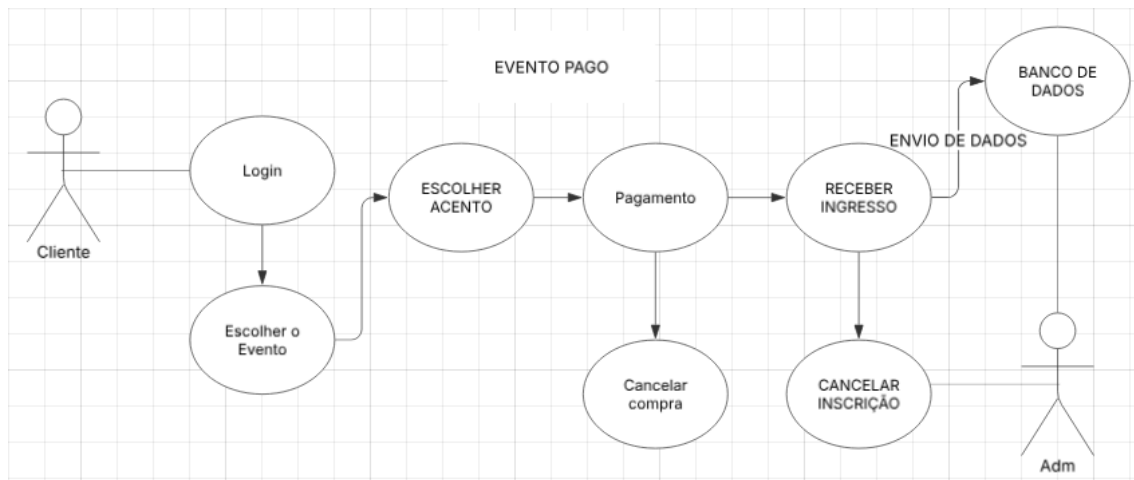 EVENTO PAGO
BANCO DE
DADOS
ENVIO DE DADOS
Login
ESCOLHER
ACENTO
Pagamento
RECEBER
INGRESSO
Cliente
Escolher o
Evento
Cancelar
compra
CANCELAR
INSCRIÇÃO
Adm